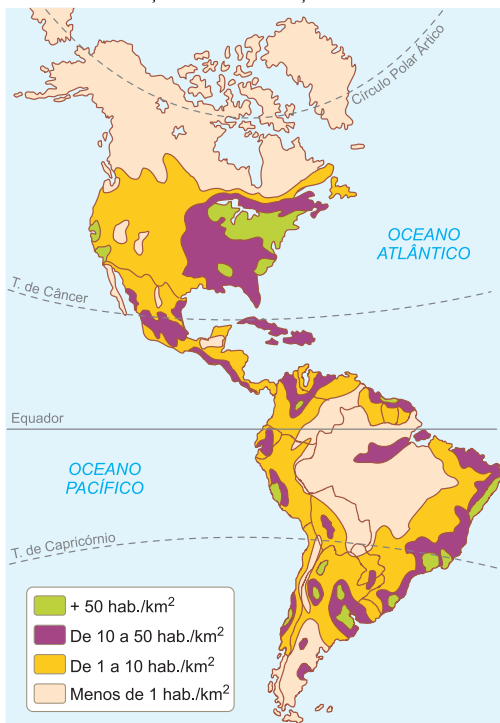 Círculo Polar Ártico
OCEANO
ATLÂNTICO
T. de Câncer
Equador
OCEANO
PACÍFICO
T. de Capricórnio
+ 50 hab./km²
De 10 a 50 hab./km²
De 1 a 10 hab./km²
Menos de 1 hab./km²